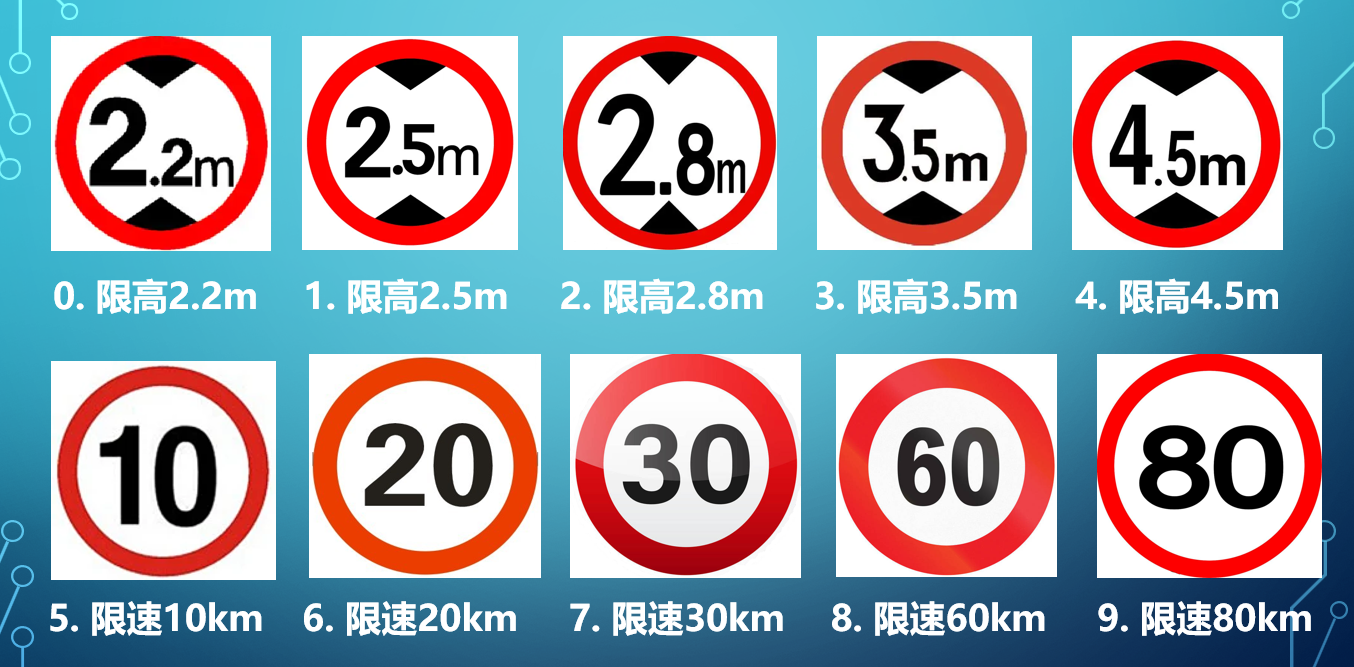 2.2m 2.5m 2.8m 3.5m 4.5m
0. 限高2.2m 1. 限高2.5m 2. 限高2.8m 3. 限高3.5m 4. 限高4.5m
10 20 30 60 80
5. 限速10km 6. 限速20km 7. 限速30km 8. 限速60km 9. 限速80km